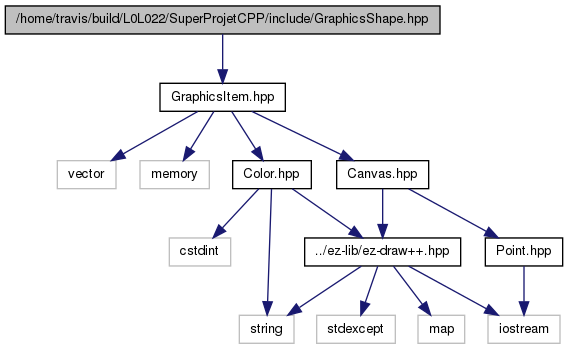 /home/travis/build/L0L022/SuperProjetCPP/include/GraphicsShape.hpp
GraphicsItem.hpp
vector
memory
Color.hpp
Canvas.hpp
cstdint
../ez-lib/ez-draw++.hpp
Point.hpp
string
stdexcept
map
iostream